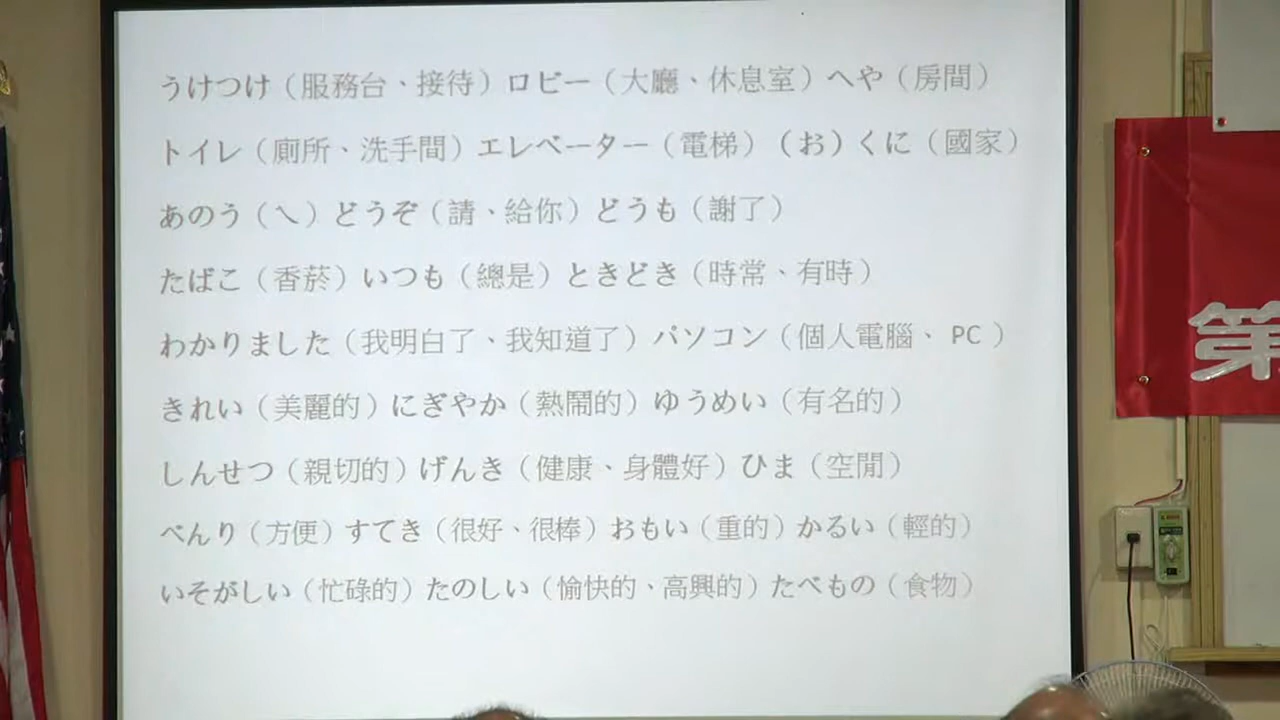 うけつけ（服務台、接待）ロビー（大廳、休息室）へや（房間）
トイレ（廁所、洗手間）エレベーター（電梯）（お）くに（國家）
あのう（ㄟ）どうぞ（請、給你）どうも（謝了）
たばこ（香菸）いつも（總是）ときどき（時常、有時）
わかりました（我明白了、我知道了）パソコン（個人電腦、 PC ）
きれい（美麗的）にぎやか（熱鬧的）ゆうめい（有名的）
しんせつ（親切的）げんき（健康、身體好）ひま（空閒）
べんり（方便）すてき（很好、很棒）おもい（重的）かるい（輕的）
いそがしい（忙碌的）たのしい（愉快的、高興的）たべもの（食物）
第